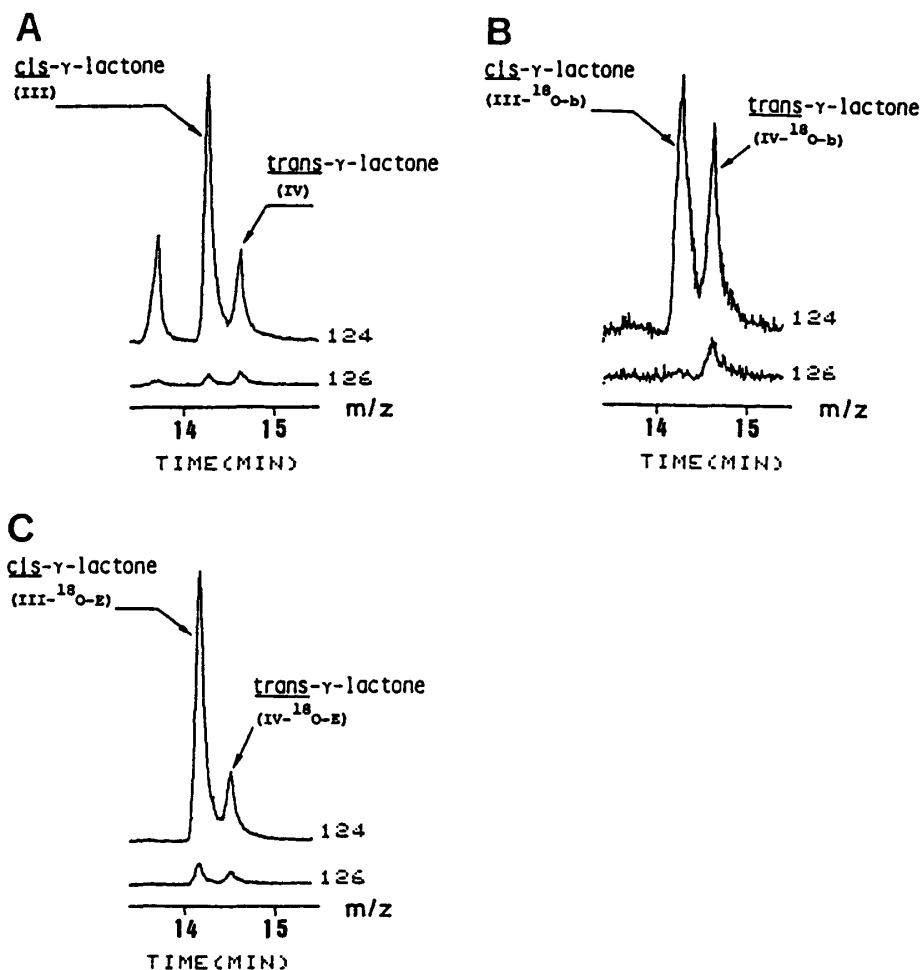 A
cis-γ-lactone
(III)
trans-γ-lactone
(IV)
124
126
m/z
14 15
TIME(MIN)
B
cis-γ-lactone
(III-¹⁸O-b)
trans-γ-lactone
(IV-¹⁸O-b)
124
126
m/z
14 15
TIME(MIN)
C
cis-γ-lactone
(III-¹⁸O-E)
trans-γ-lactone
(IV-¹⁸O-E)
124
126
m/z
14 15
TIME(MIN)